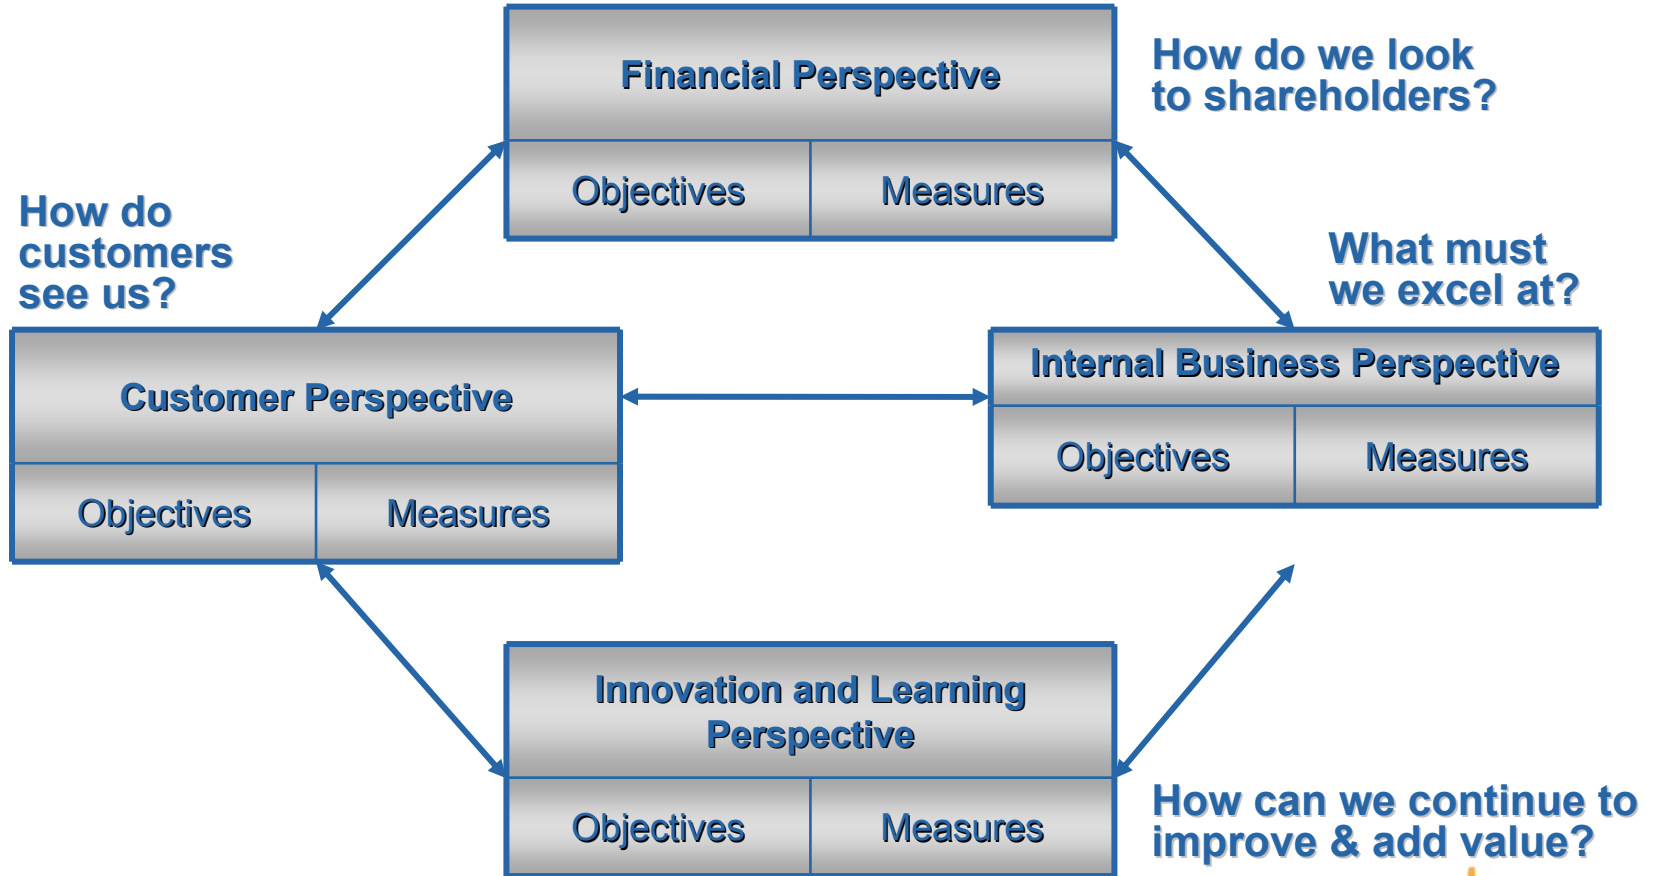 Financial Perspective
Objectives
Measures
How do we look
to shareholders?
How do
customers
see us?
What must
we excel at?
Customer Perspective
Objectives
Measures
Internal Business Perspective
Objectives
Measures
Innovation and Learning
Perspective
Objectives
Measures
How can we continue to
improve & add value?